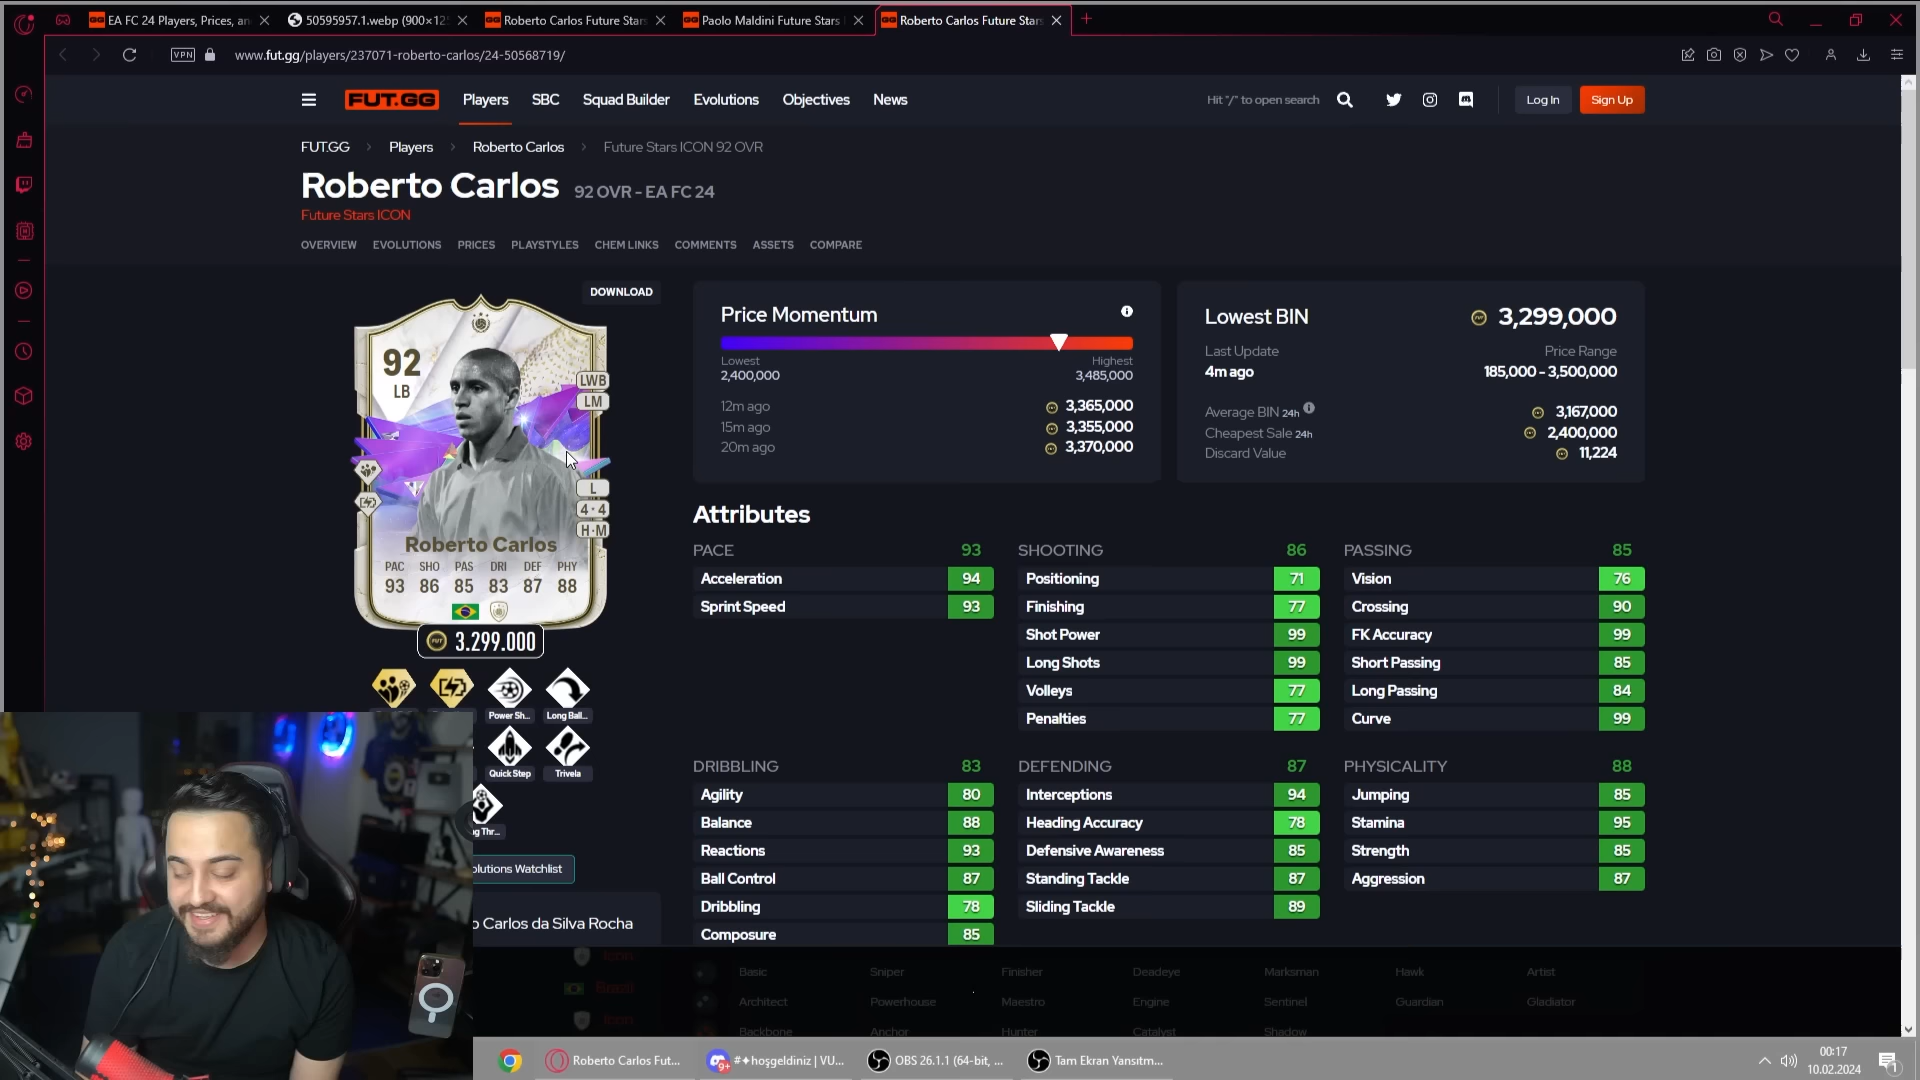 EA FC 24 Players, Prices, an
50595957.1.webp (900×12
Roberto Carlos Future Stars
Paolo Maldini Future Stars
Roberto Carlos Future Stars
VPN
www.fut.gg/players/237071-roberto-carlos/24-50568719/
FUT.GG
Players
SBC
Squad Builder
Evolutions
Objectives
News
Hit "/" to open search
Log In
Sign Up
FUT.GG > Players > Roberto Carlos > Future Stars ICON 92 OVR
Roberto Carlos 92 OVR - EA FC 24
Future Stars ICON
OVERVIEW EVOLUTIONS PRICES PLAYSTYLES CHEM LINKS COMMENTS ASSETS COMPARE
DOWNLOAD
92
LB
LWB
LM
L
4 · 4
H · M
Roberto Carlos
PAC SHO PAS DRI DEF PHY
93 86 85 83 87 88
3.299.000
Power Sh...
Long Ball...
Quick Step
Trivela
g Thr...
olutions Watchlist
o Carlos da Silva Rocha
Icon
Brazil
Icon
Price Momentum
Lowest
2,400,000
Highest
3,485,000
12m ago 3,365,000
15m ago 3,355,000
20m ago 3,370,000
Lowest BIN 3,299,000
Last Update
4m ago
Price Range
185,000 - 3,500,000
Average BIN 24h 3,167,000
Cheapest Sale 24h 2,400,000
Discard Value 11,224
Attributes
PACE 93
Acceleration 94
Sprint Speed 93
SHOOTING 86
Positioning 71
Finishing 77
Shot Power 99
Long Shots 99
Volleys 77
Penalties 77
PASSING 85
Vision 76
Crossing 90
FK Accuracy 99
Short Passing 85
Long Passing 84
Curve 99
DRIBBLING 83
Agility 80
Balance 88
Reactions 93
Ball Control 87
Dribbling 78
Composure 85
DEFENDING 87
Interceptions 94
Heading Accuracy 78
Defensive Awareness 85
Standing Tackle 87
Sliding Tackle 89
PHYSICALITY 88
Jumping 85
Stamina 95
Strength 85
Aggression 87
Basic Sniper Finisher Deadeye Marksman Hawk Artist
Architect Powerhouse Maestro Engine Sentinel Guardian Gladiator
Backbone Anchor Hunter Catalyst Shadow
Roberto Carlos Fut...
9+
#✦hoşgeldiniz | VU...
OBS 26.1.1 (64-bit, ...
Tam Ekran Yansıtm...
00:17
10.02.2024
1